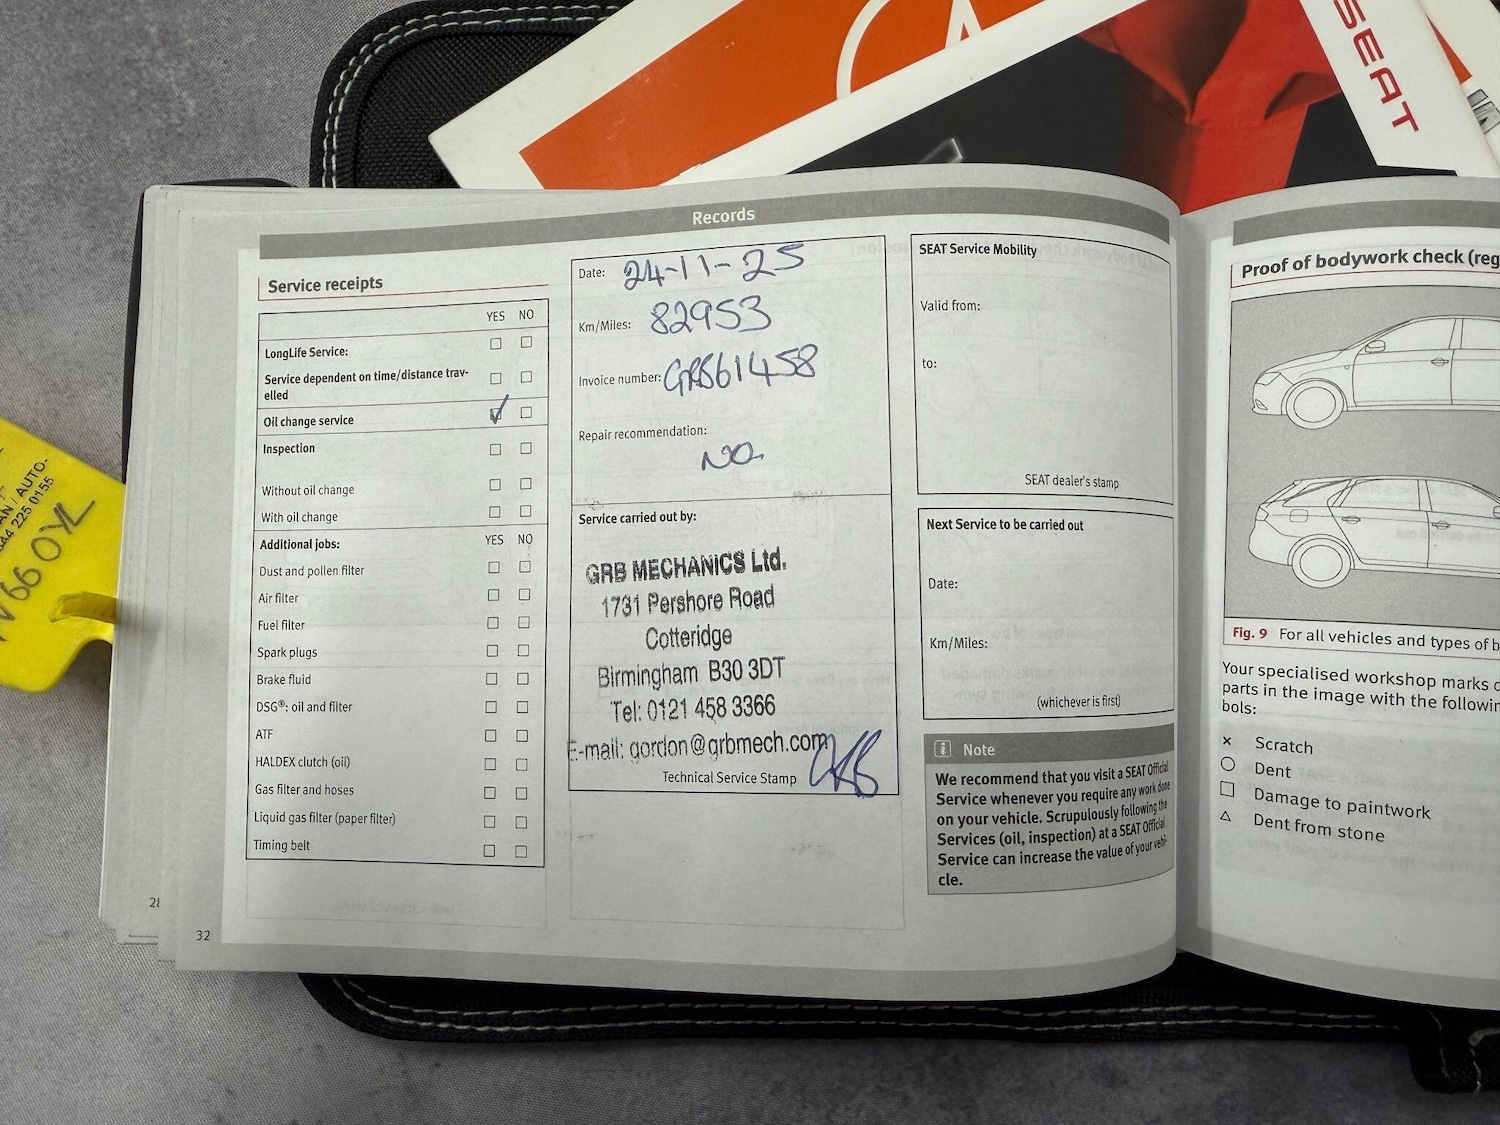 SEAT
Records
Service receipts
YES NO
LongLife Service:
Service dependent on time/distance trav-
elled
Oil change service
Inspection
Without oil change
With oil change
Additional jobs: YES NO
Dust and pollen filter
Air filter
Fuel filter
Spark plugs
Brake fluid
DSG®: oil and filter
ATF
HALDEX clutch (oil)
Gas filter and hoses
Liquid gas filter (paper filter)
Timing belt
32
28
Date: 24-11-25
Km/Miles: 82953
Invoice number: GRB61458
Repair recommendation:
NO.
Service carried out by:
GRB MECHANICS Ltd.
1731 Pershore Road
Cotteridge
Birmingham B30 3DT
Tel: 0121 458 3366
E-mail: gordon@grbmech.com
Technical Service Stamp
SEAT Service Mobility
Valid from:
to:
SEAT dealer's stamp
Next Service to be carried out
Date:
Km/Miles:
(whichever is first)
i Note
We recommend that you visit a SEAT Official
Service whenever you require any work done
on your vehicle. Scrupulously following the
Services (oil, inspection) at a SEAT Official
Service can increase the value of your vehi-
cle.
Proof of bodywork check (reg
Fig. 9 For all vehicles and types of b
Your specialised workshop marks
parts in the image with the followin
bols:
× Scratch
○ Dent
□ Damage to paintwork
△ Dent from stone
AN / AUTO-
844 225 0155
V66 OYL